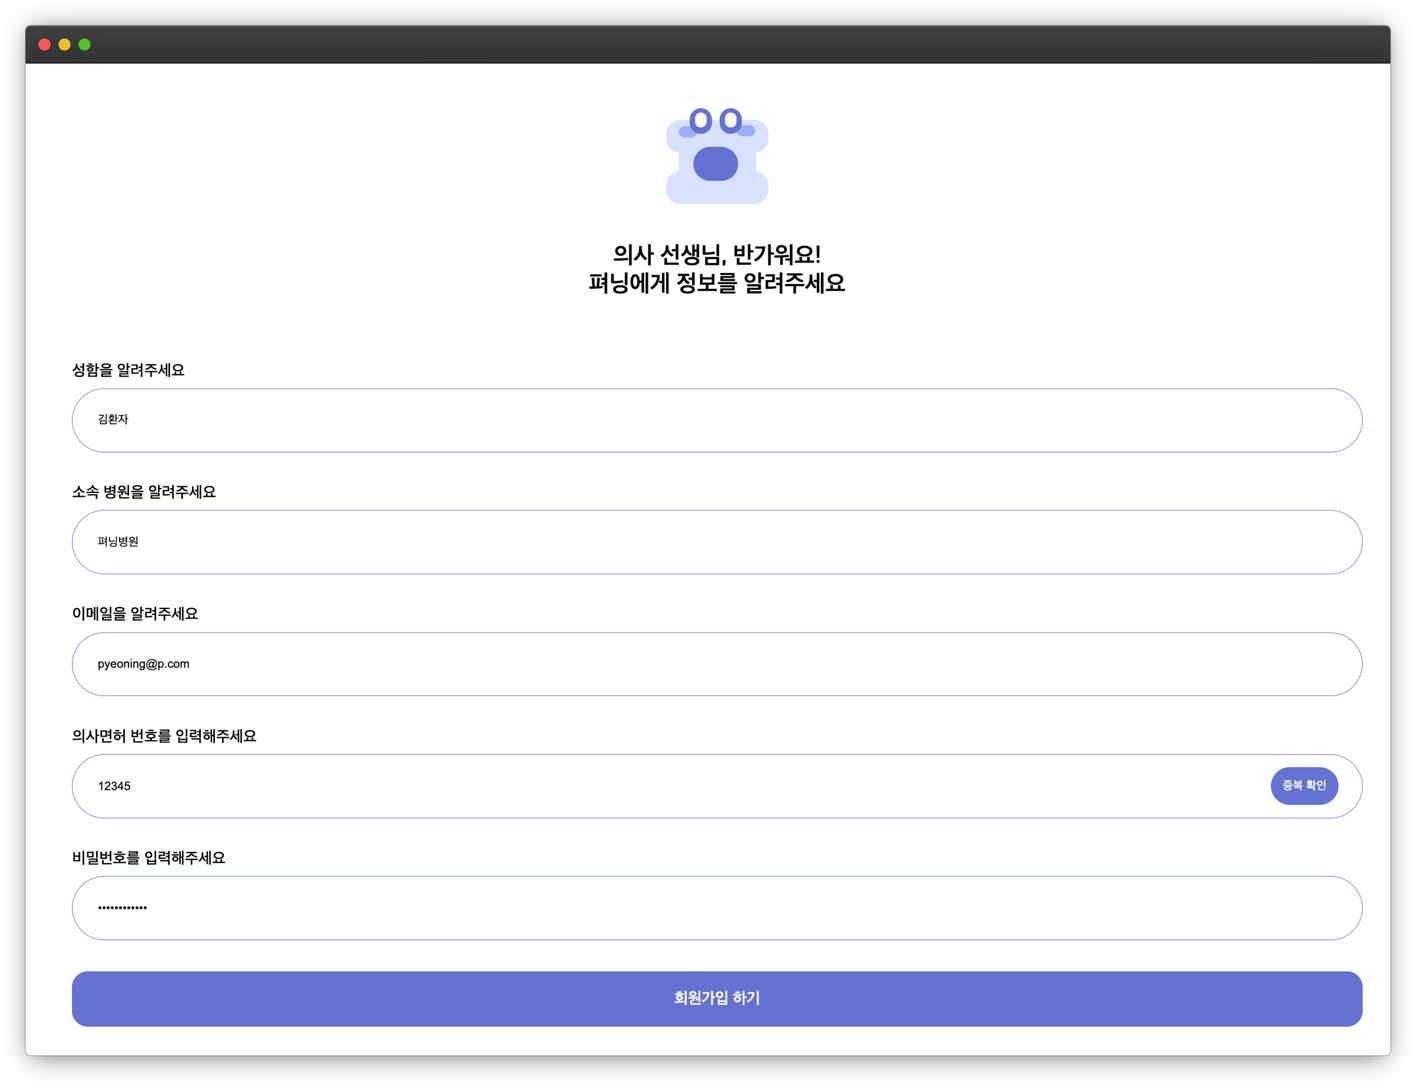 의사 선생님, 반가워요!
펴닝에게 정보를 알려주세요
성함을 알려주세요
김환자
소속 병원을 알려주세요
펴닝병원
이메일을 알려주세요
pyeoning@p.com
의사면허 번호를 입력해주세요
12345
중복 확인
비밀번호를 입력해주세요
••••••••••••
회원가입 하기